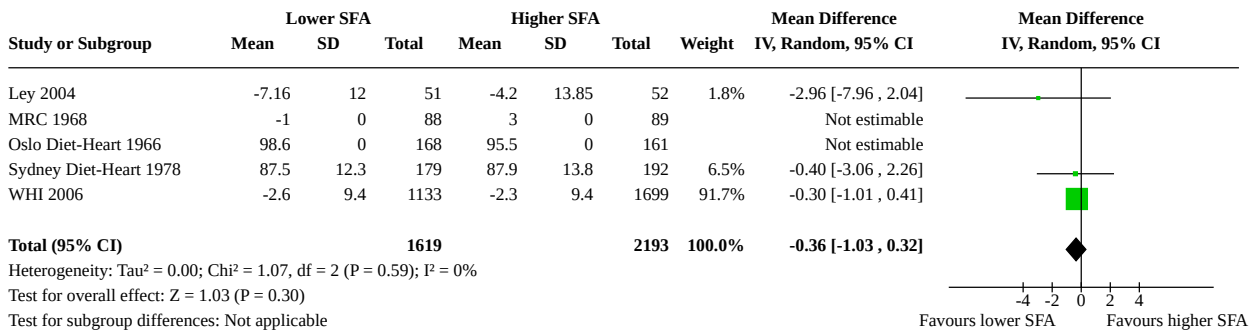 Lower SFA Higher SFA Mean Difference Mean Difference
Study or Subgroup Mean SD Total Mean SD Total Weight IV, Random, 95% CI IV, Random, 95% CI
Ley 2004 -7.16 12 51 -4.2 13.85 52 1.8% -2.96 [-7.96 , 2.04]
MRC 1968 -1 0 88 3 0 89 Not estimable
Oslo Diet-Heart 1966 98.6 0 168 95.5 0 161 Not estimable
Sydney Diet-Heart 1978 87.5 12.3 179 87.9 13.8 192 6.5% -0.40 [-3.06 , 2.26]
WHI 2006 -2.6 9.4 1133 -2.3 9.4 1699 91.7% -0.30 [-1.01 , 0.41]
Total (95% CI) 1619 2193 100.0% -0.36 [-1.03 , 0.32]
Heterogeneity: Tau² = 0.00; Chi² = 1.07, df = 2 (P = 0.59); I² = 0%
Test for overall effect: Z = 1.03 (P = 0.30)
-4 -2 0 2 4
Test for subgroup differences: Not applicable Favours lower SFA Favours higher SFA